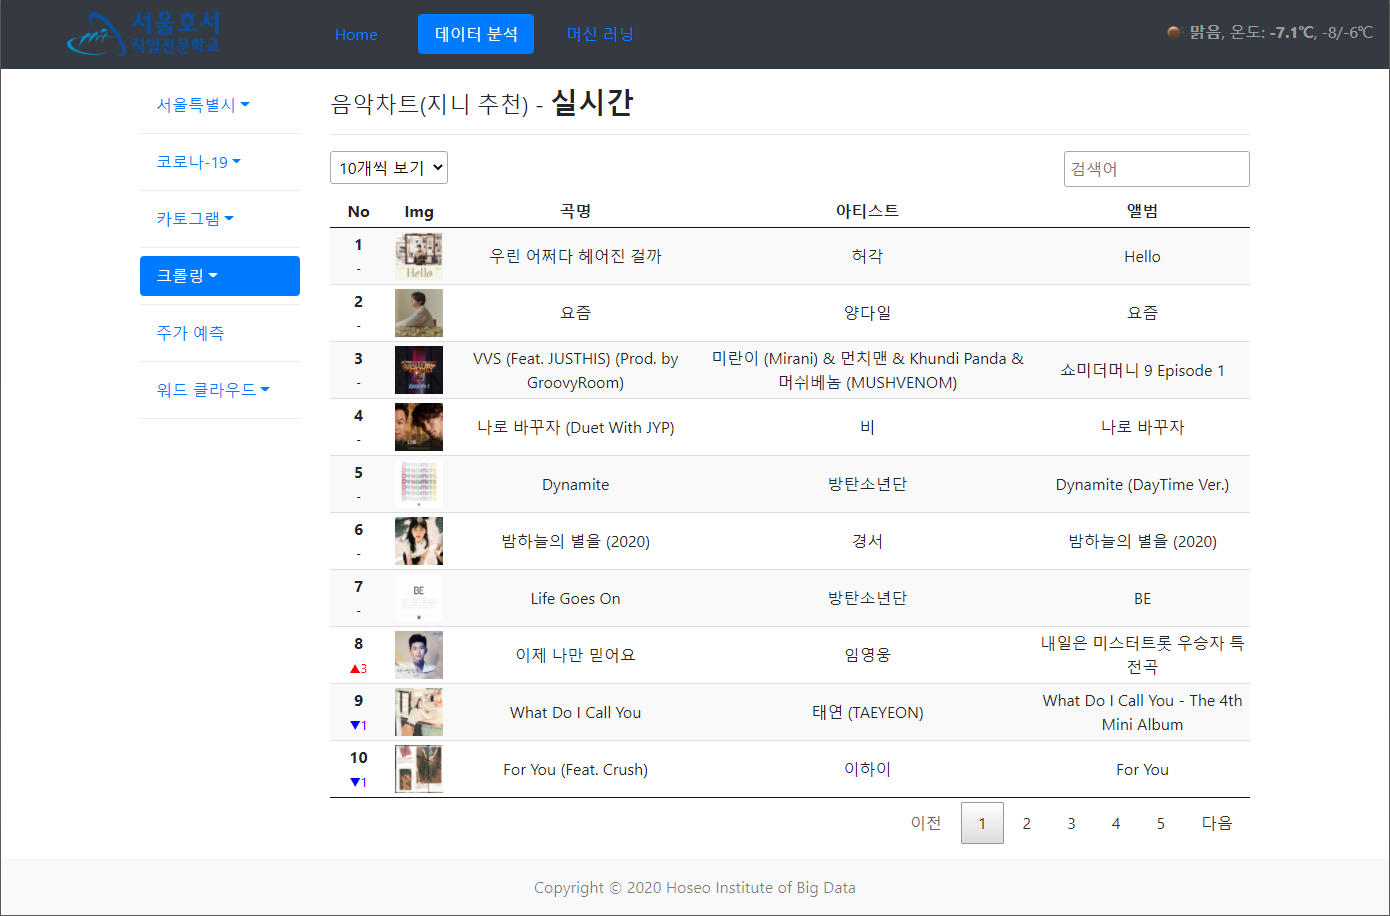 서울호서
직업전문학교
Home 데이터 분석 머신 리닝
맑음, 온도: -7.1℃, -8/-6℃
서울특별시
코로나-19
카토그램
크롤링
주가 예측
워드 클라우드
음악차트(지니 추천) - 실시간
10개씩 보기
검색어
No Img 곡명 아티스트 앨범
1 - Hello 우린 어쩌다 헤어진 걸까 허각 Hello
2 - 요즘 양다일 요즘
3 - VVS (Feat. JUSTHIS) (Prod. by GroovyRoom) 미란이 (Mirani) & 먼치맨 & Khundi Panda & 머쉬베놈 (MUSHVENOM) 쇼미더머니 9 Episode 1
4 - 나로 바꾸자 (Duet With JYP) 비 나로 바꾸자
5 - Dynamite 방탄소년단 Dynamite (DayTime Ver.)
6 - 밤하늘의 별을 (2020) 경서 밤하늘의 별을 (2020)
7 - BE Life Goes On 방탄소년단 BE
8 ▲3 이제 나만 믿어요 임영웅 내일은 미스터트롯 우승자 특전곡
9 ▼1 What Do I Call You 태연 (TAEYEON) What Do I Call You - The 4th Mini Album
10 ▼1 For You (Feat. Crush) 이하이 For You
이전 1 2 3 4 5 다음
Copyright © 2020 Hoseo Institute of Big Data